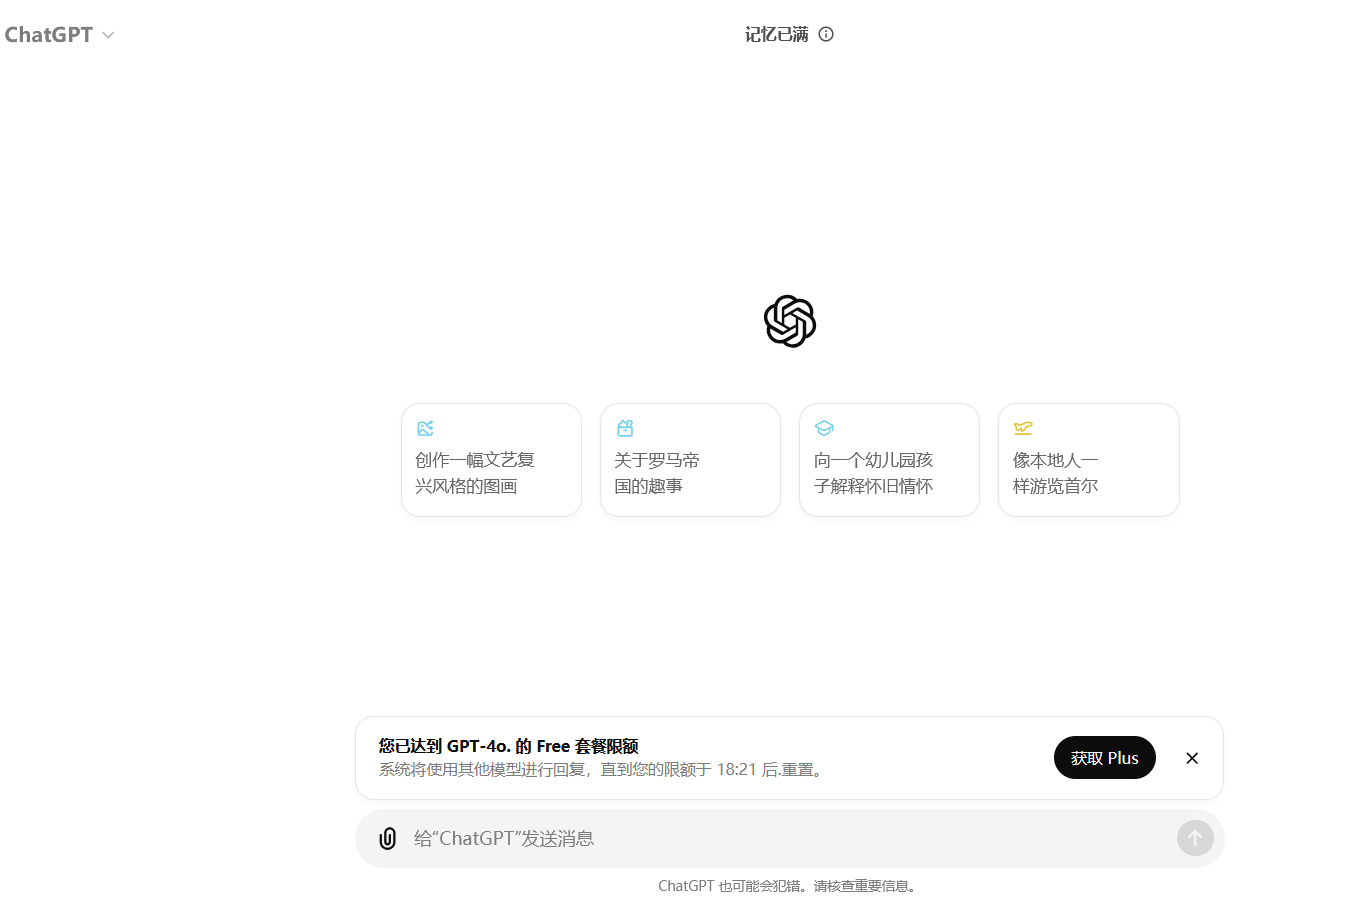 ChatGPT
记忆已满
创作一幅文艺复
兴风格的图画
关于罗马帝
国的趣事
向一个幼儿园孩
子解释怀旧情怀
像本地人一
样游览首尔
您已达到 GPT-4o. 的 Free 套餐限额
系统将使用其他模型进行回复，直到您的限额于 18:21 后.重置。
获取 Plus
给“ChatGPT”发送消息
ChatGPT 也可能会犯错。请核查重要信息。